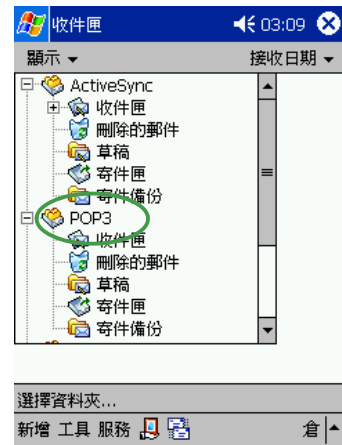 收件匣 03:09
顯示 接收日期
ActiveSync
收件匣
刪除的郵件
草稿
寄件匣
寄件備份
POP3
收件匣
刪除的郵件
草稿
寄件匣
寄件備份
選擇資料夾...
新增 工具 服務 倉